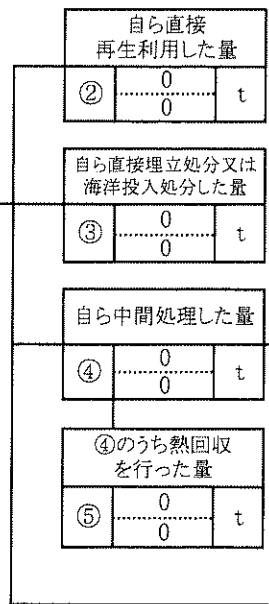 自ら直接
再生利用した量
② 0 t
0
自ら直接埋立処分又は
海洋投入処分した量
③ 0 t
0
自ら中間処理した量
④ 0 t
0
④のうち熱回収
を行った量
⑤ 0 t
0